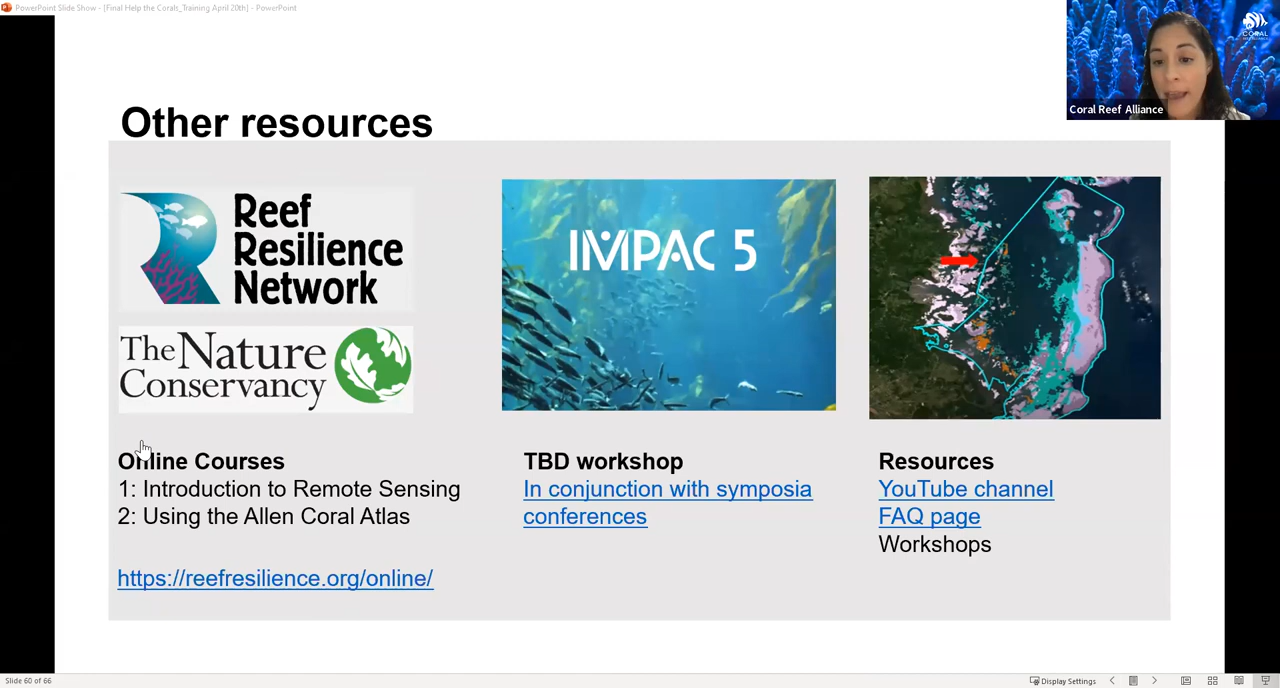 PowerPoint Slide Show - [Final Help the Corals_Training April 20th] - PowerPoint
CORAL
Coral Reef Alliance
Other resources
Reef
Resilience
Network
The Nature
Conservancy
IMPAC 5
Online Courses
1: Introduction to Remote Sensing
2: Using the Allen Coral Atlas
https://reefresilience.org/online/
TBD workshop
In conjunction with symposia
conferences
Resources
YouTube channel
FAQ page
Workshops
Slide 60 of 66
Display Settings